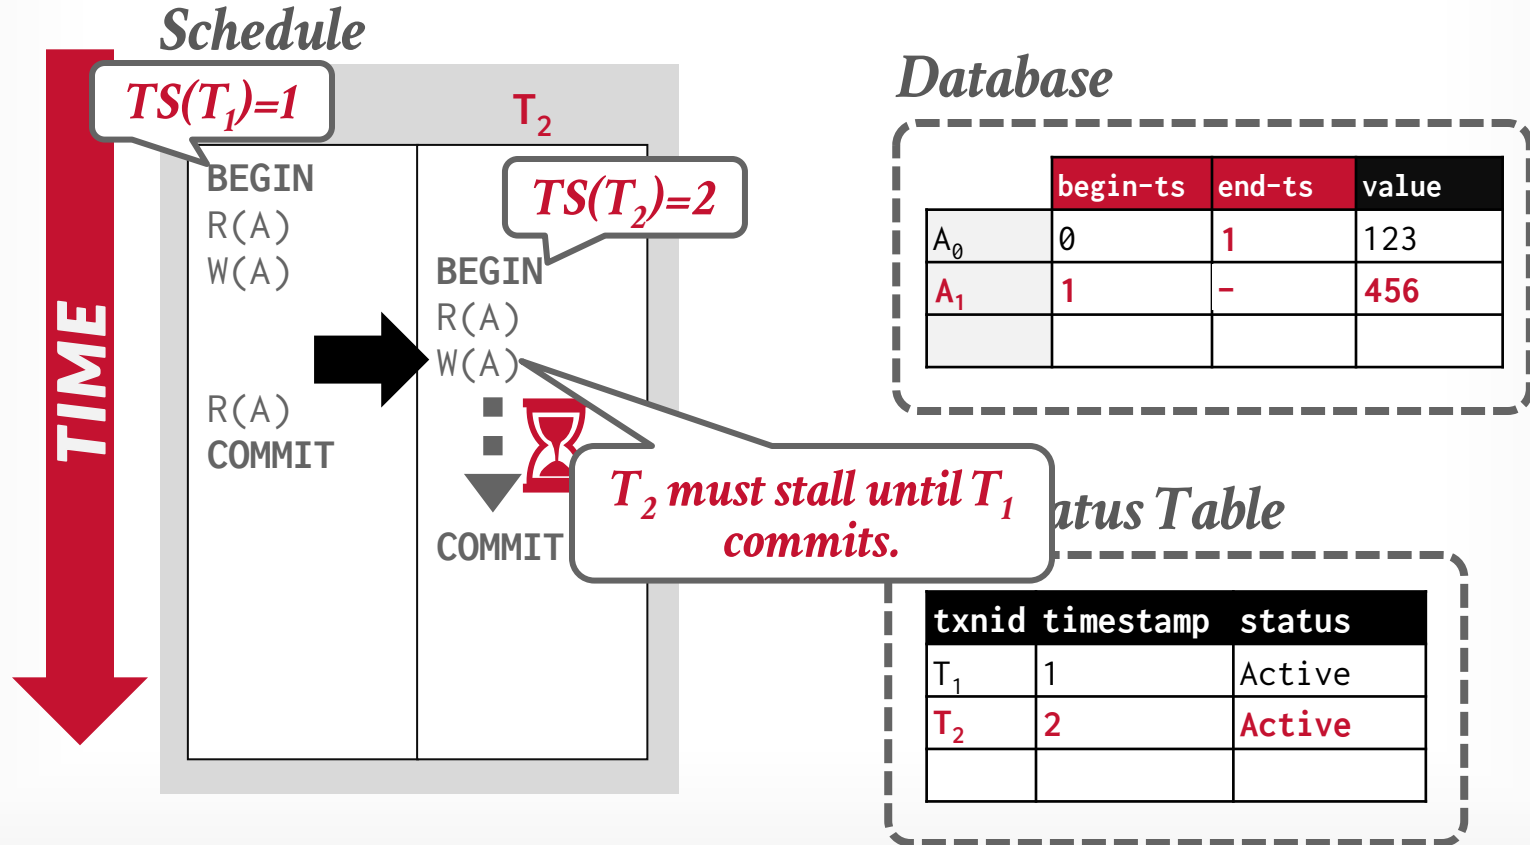 Schedule
TS(T1)=1
T2
BEGIN
R(A)
W(A)
R(A)
COMMIT
TS(T2)=2
BEGIN
R(A)
W(A)
COMMIT
TIME
T2 must stall until T1
commits.
Database
begin-ts end-ts value
A0 0 1 123
A1 1 - 456
atus Table
txnid timestamp status
T1 1 Active
T2 2 Active